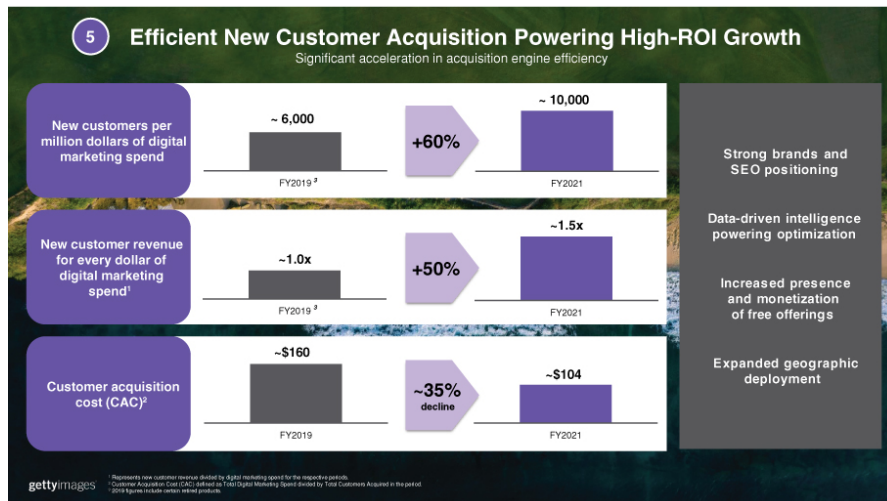 5
Efficient New Customer Acquisition Powering High-ROI Growth
Significant acceleration in acquisition engine efficiency
New customers per
million dollars of digital
marketing spend
~ 6,000
FY2019 ³
+60%
~ 10,000
FY2021
New customer revenue
for every dollar of
digital marketing
spend¹
~1.0x
FY2019 ³
+50%
~1.5x
FY2021
Customer acquisition
cost (CAC)²
~$160
FY2019
~35%
decline
~$104
FY2021
Strong brands and
SEO positioning
Data-driven intelligence
powering optimization
Increased presence
and monetization
of free offerings
Expanded geographic
deployment
gettyimages
¹ Represents new customer revenue divided by digital marketing spend for the respective periods.
² Customer Acquisition Cost (CAC) defined as Total Digital Marketing Spend divided by Total Customers Acquired in the period.
³ 2019 figures include certain retired products.